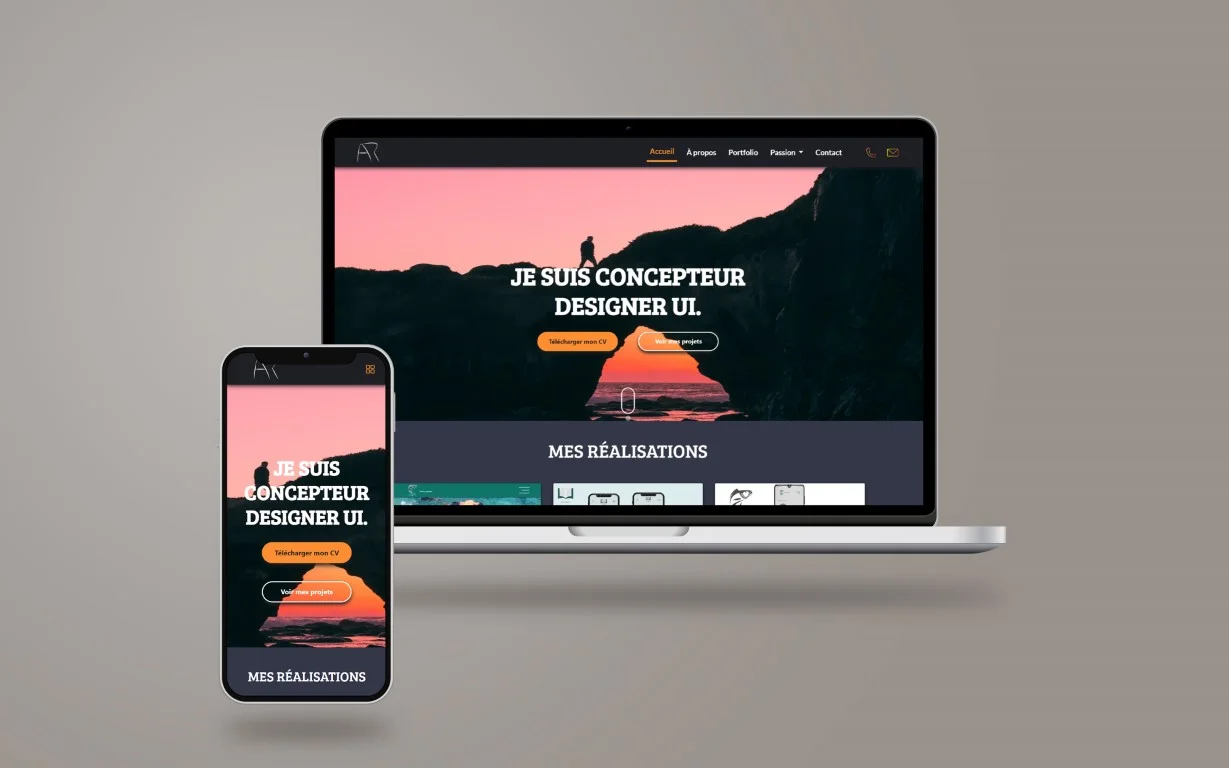 AR
Accueil
À propos
Portfolio
Passion
Contact
JE SUIS CONCEPTEUR
DESIGNER UI.
Télécharger mon CV
Voir mes projets
MES RÉALISATIONS
AR
JE SUIS
CONCEPTEUR
DESIGNER UI.
Télécharger mon CV
Voir mes projets
MES RÉALISATIONS